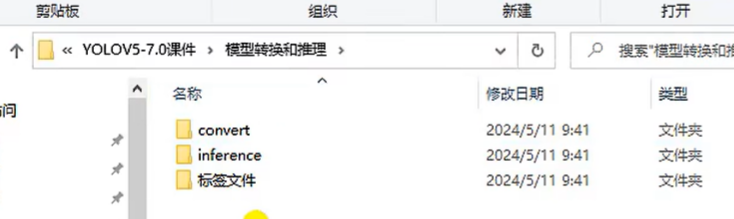 剪贴板 组织 新建 打开
« YOLOV5-7.0课件 > 模型转换和推理 > 搜索"模型转换和
问
名称 修改日期 类型
convert 2024/5/11 9:41 文件夹
inference 2024/5/11 9:41 文件夹
标签文件 2024/5/11 9:41 文件夹